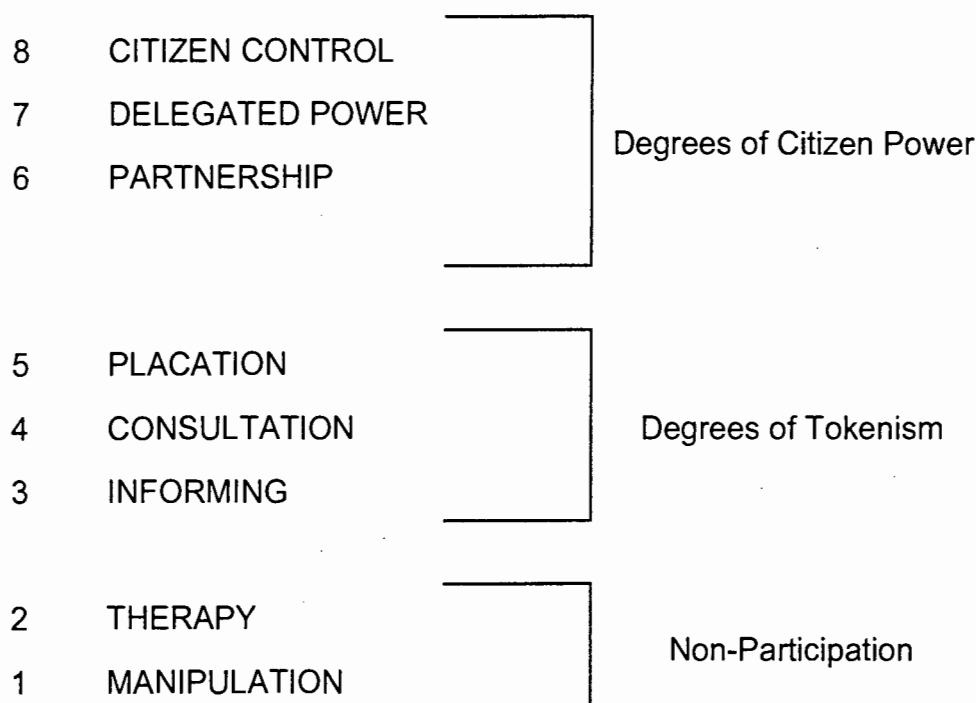 8 CITIZEN CONTROL
7 DELEGATED POWER
6 PARTNERSHIP
Degrees of Citizen Power
5 PLACATION
4 CONSULTATION
3 INFORMING
Degrees of Tokenism
2 THERAPY
1 MANIPULATION
Non-Participation